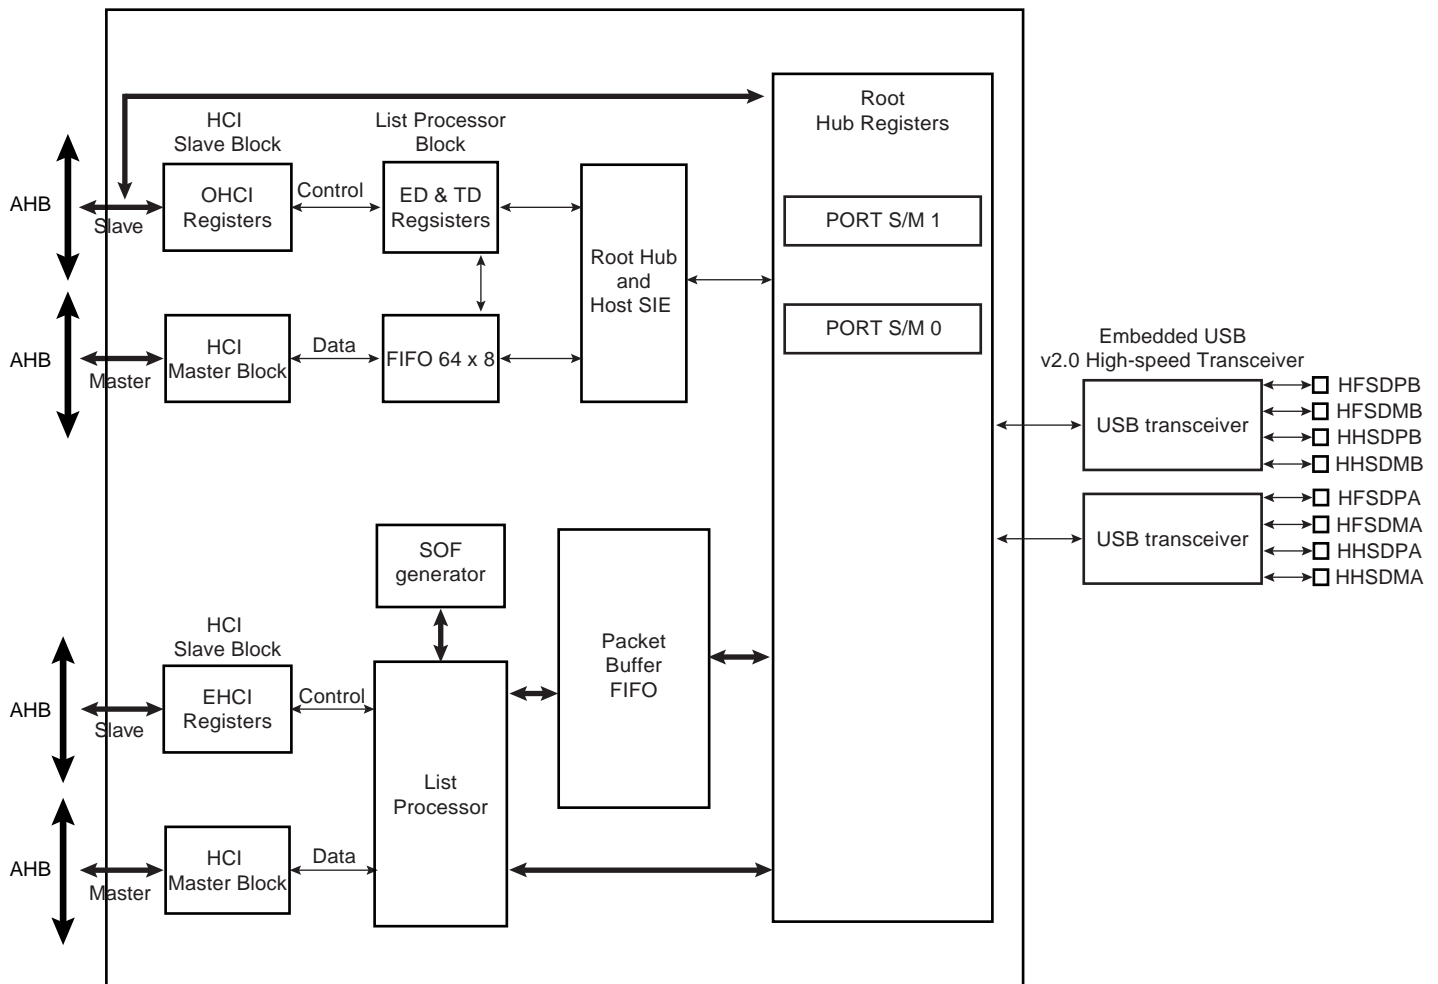 Root
Hub Registers
HCI
Slave Block
List Processor
Block
AHB
Slave
OHCI
Registers
Control
ED & TD
Regsisters
Root Hub
and
Host SIE
PORT S/M 1
PORT S/M 0
AHB
Master
HCI
Master Block
Data
FIFO 64 x 8
Embedded USB
v2.0 High-speed Transceiver
USB transceiver
HFSDPB
HFSDMB
HHSDPB
HHSDMB
USB transceiver
HFSDPA
HFSDMA
HHSDPA
HHSDMA
SOF
generator
HCI
Slave Block
Packet
Buffer
FIFO
AHB
Slave
EHCI
Registers
Control
List
Processor
AHB
Master
HCI
Master Block
Data